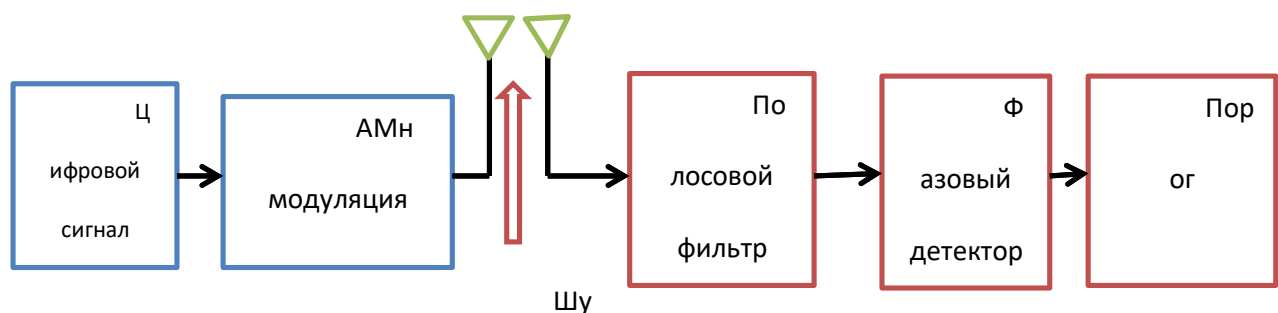 Ц
ифровой
сигнал
АМн
модуляция
Шу
По
лосовой
фильтр
Ф
азовый
детектор
Пор
ог